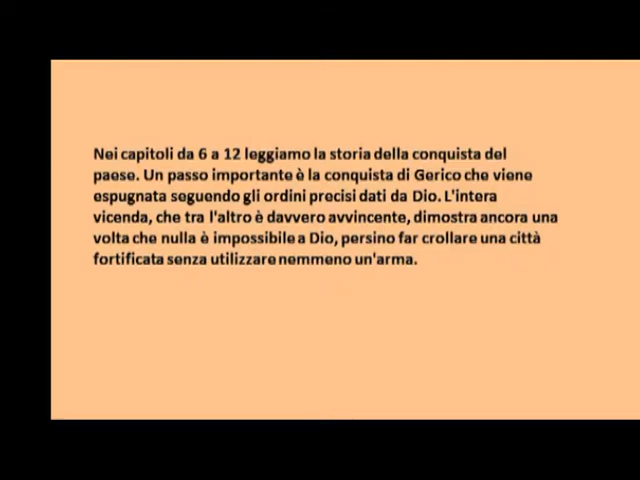 Nei capitoli da 6 a 12 leggiamo la storia della conquista del
paese. Un passo importante è la conquista di Gerico che viene
espugnata seguendo gli ordini precisi dati da Dio. L'intera
vicenda, che tra l'altro è davvero avvincente, dimostra ancora una
volta che nulla è impossibile a Dio, persino far crollare una città
fortificata senza utilizzare nemmeno un'arma.